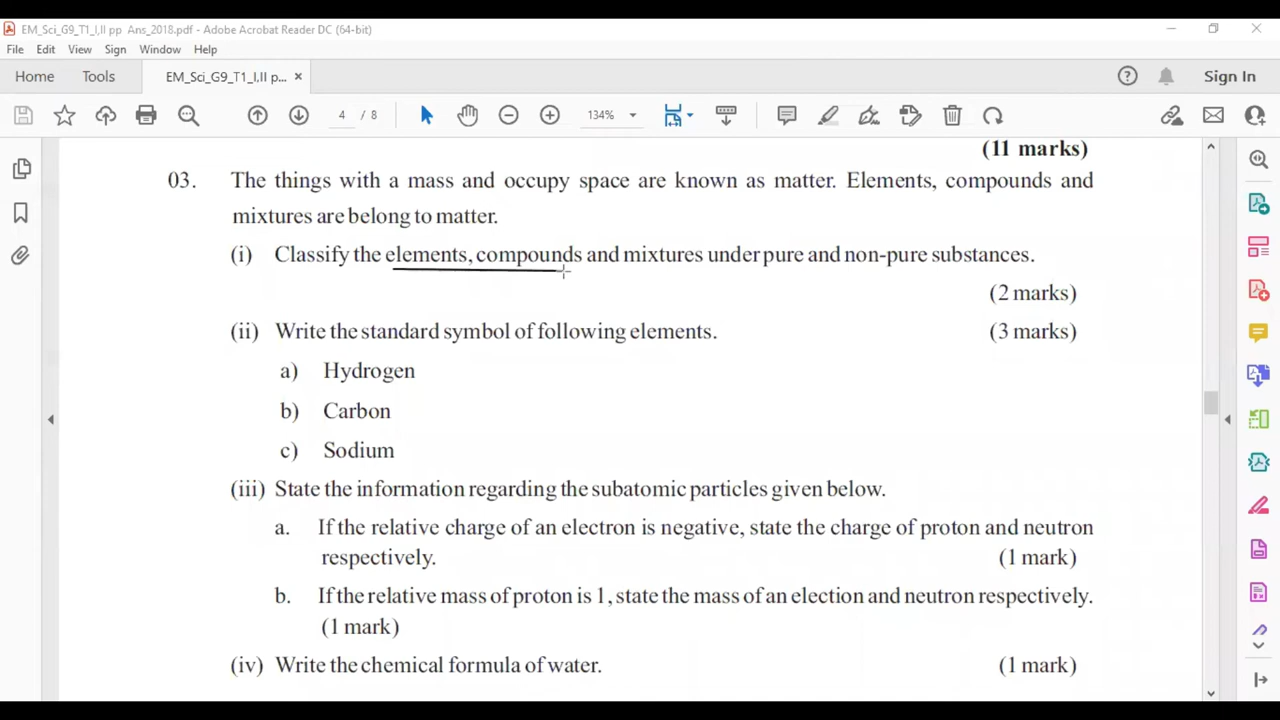 EM_Sci_G9_T1_I,II pp Ans_2018.pdf - Adobe Acrobat Reader DC (64-bit)
File Edit View Sign Window Help
Home Tools EM_Sci_G9_T1_I,II p... × Sign In
4 / 8 134%
(11 marks)
03. The things with a mass and occupy space are known as matter. Elements, compounds and
mixtures are belong to matter.
(i) Classify the elements, compounds and mixtures under pure and non-pure substances.
(2 marks)
(ii) Write the standard symbol of following elements. (3 marks)
a) Hydrogen
b) Carbon
c) Sodium
(iii) State the information regarding the subatomic particles given below.
a. If the relative charge of an electron is negative, state the charge of proton and neutron
respectively. (1 mark)
b. If the relative mass of proton is 1, state the mass of an election and neutron respectively.
(1 mark)
(iv) Write the chemical formula of water. (1 mark)